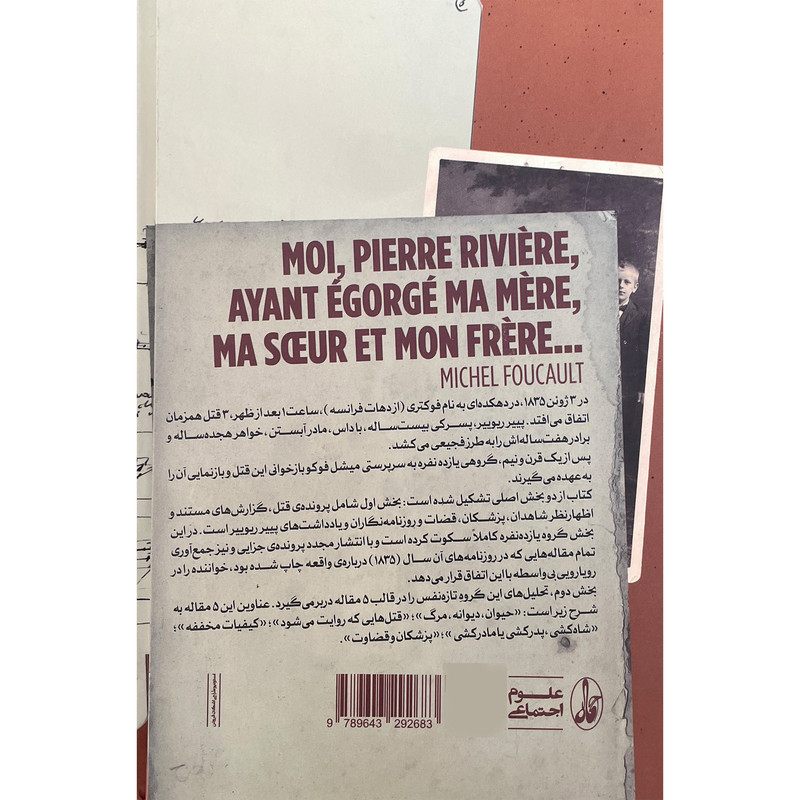 MOI, PIERRE RIVIÈRE,
AYANT ÉGORGÉ MA MÈRE,
MA SŒUR ET MON FRÈRE...
MICHEL FOUCAULT
در ۳ ژوئن ۱۸۳۵، در دهکده‌ای به نام فوکتری (از دهات فرانسه)، ساعت ۱ بعد از ظهر، ۳ قتل همزمان
اتفاق می‌افتد. پییر ریویر، پسرکی بیست‌ساله، با داس، مادر آبستن، خواهر هجده‌ساله و
برادر هفت‌ساله‌اش را به طرز فجیعی می‌کشد.
پس از یک قرن و نیم، گروهی یازده نفره به سرپرستی میشل فوکو بازخوانی این قتل و بازنمایی آن را
به عهده می‌گیرند.
کتاب از دو بخش اصلی تشکیل شده است: بخش اول شامل پرونده‌ی قتل، گزارش‌های مستند و
اظهارنظر شاهدان، پزشکان، قضات و روزنامه‌نگاران و یادداشت‌های پییر ریوییر است. در این
بخش گروه یازده‌نفره کاملاً سکوت کرده است و با انتشار مجدد پرونده‌ی جزایی و نیز جمع‌آوری
تمام مقاله‌هایی که در روزنامه‌های آن سال (۱۸۳۵) درباره‌ی واقعه چاپ شده بود، خواننده را در
رویارویی بی‌واسطه با این اتفاق قرار می‌دهد.
بخش دوم، تحلیل‌های این گروه تازه‌نفس را در قالب ۵ مقاله دربرمی‌گیرد. عناوین این ۵ مقاله به
شرح زیر است: «حیوان، دیوانه، مرگ»؛ «قتل‌هایی که روایت می‌شود»؛ «کیفیات مخففه»؛
«شاه‌کشی، پدرکشی یا مادرکشی»؛ «پزشکان و قضاوت».
علوم
اجتماعی
آگاه
9 789643 292683